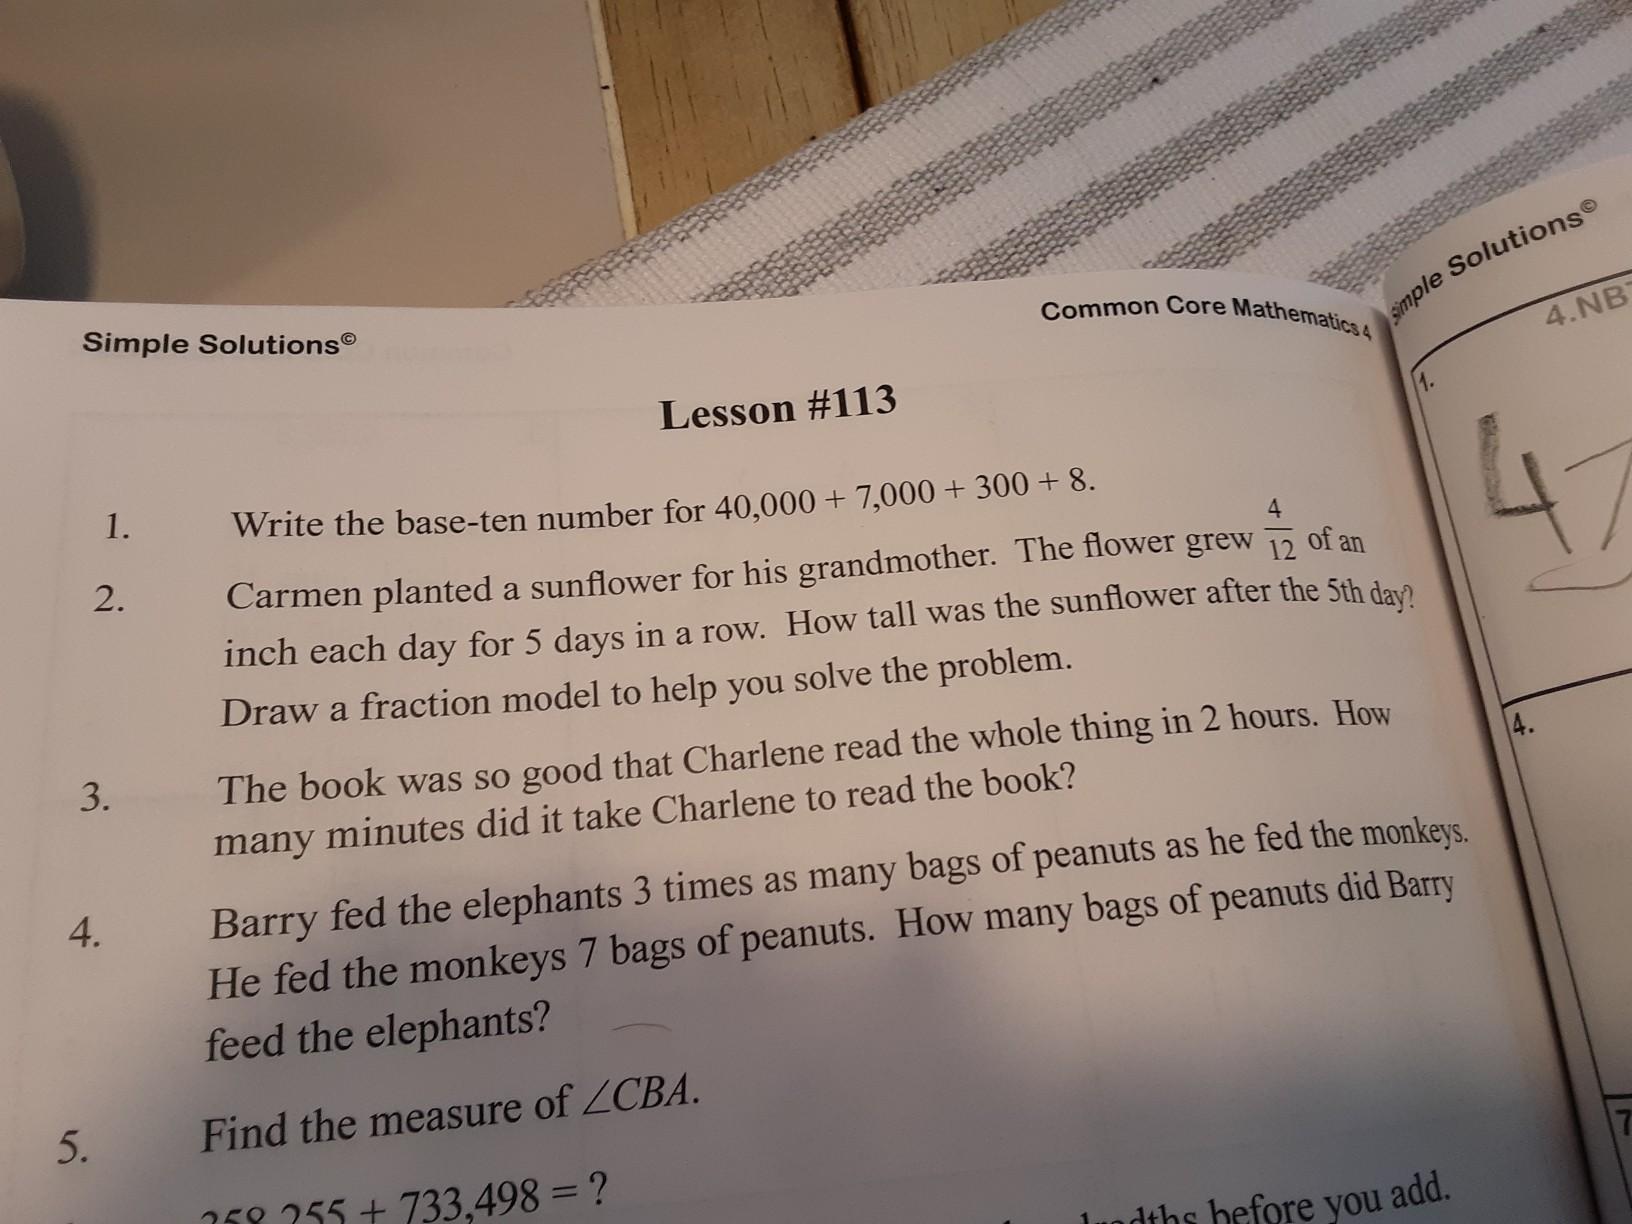 Simple Solutions©
Common Core Mathematics 4
Lesson #113
1. Write the base-ten number for 40,000 + 7,000 + 300 + 8.
2. Carmen planted a sunflower for his grandmother. The flower grew 4/12 of an
inch each day for 5 days in a row. How tall was the sunflower after the 5th day?
Draw a fraction model to help you solve the problem.
3. The book was so good that Charlene read the whole thing in 2 hours. How
many minutes did it take Charlene to read the book?
4. Barry fed the elephants 3 times as many bags of peanuts as he fed the monkeys.
He fed the monkeys 7 bags of peanuts. How many bags of peanuts did Barry
feed the elephants?
5. Find the measure of ∠CBA.
255 + 733,498 = ?
before you add.
Simple Solutions©
4.NBT
1.
47
4.
7